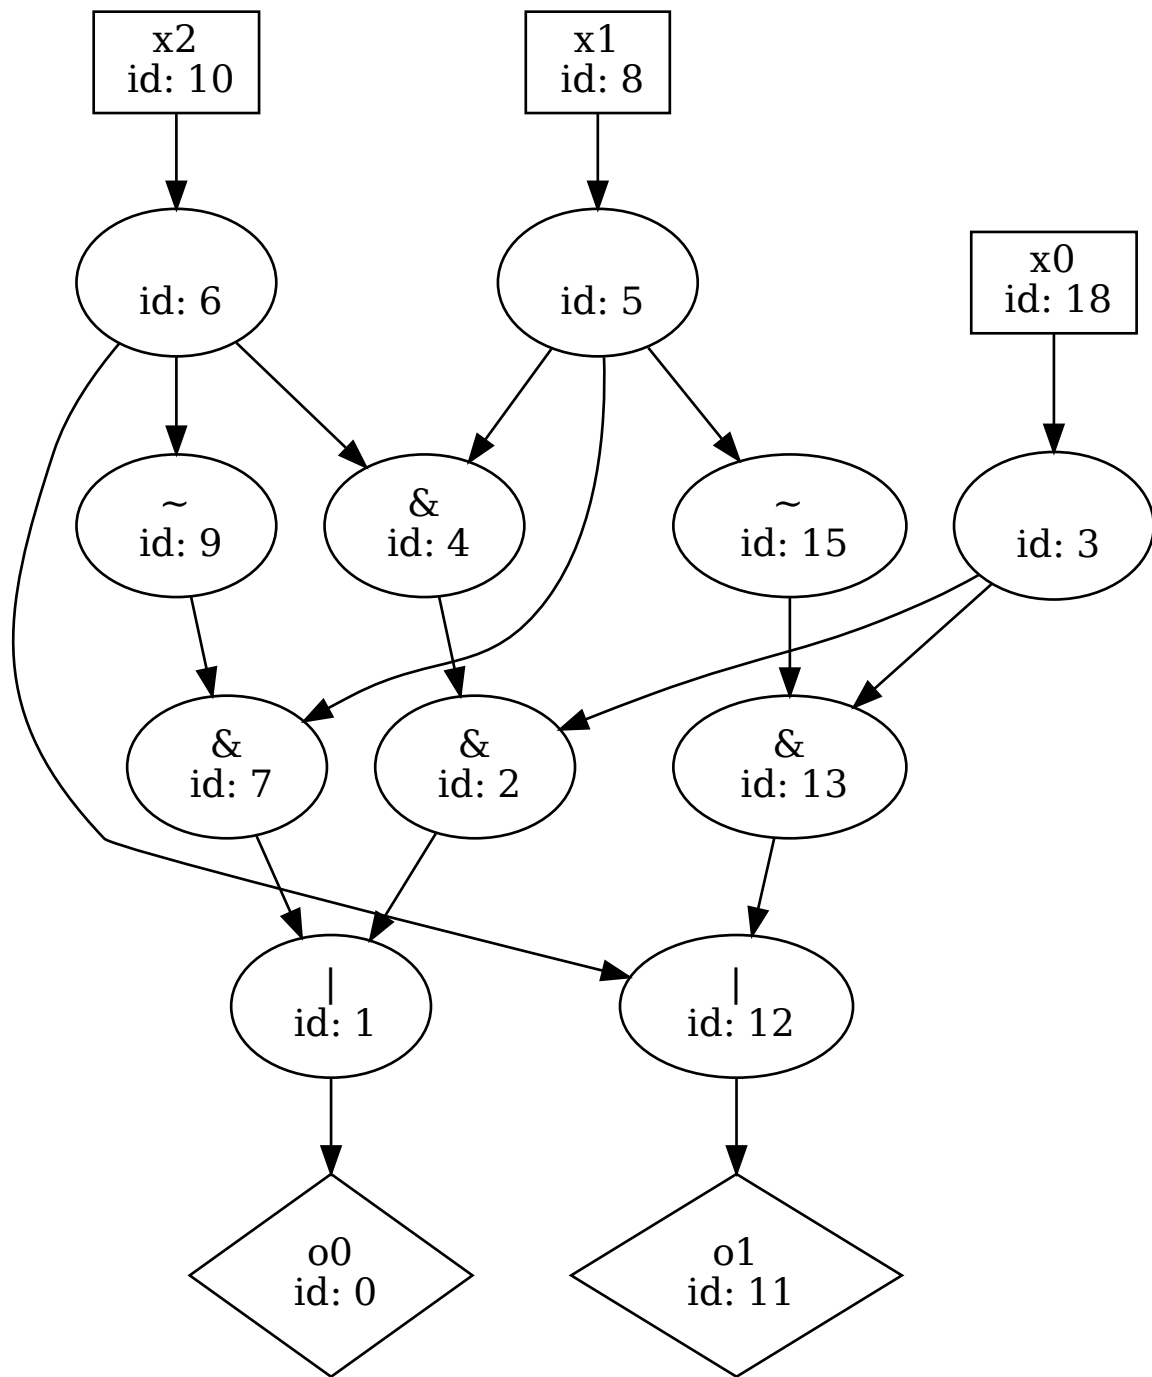 x2
id: 10
x1
id: 8
x0
id: 18
id: 6
id: 5
~
id: 9
&
id: 4
~
id: 15
id: 3
&
id: 7
&
id: 2
&
id: 13
|
id: 1
|
id: 12
o0
id: 0
o1
id: 11